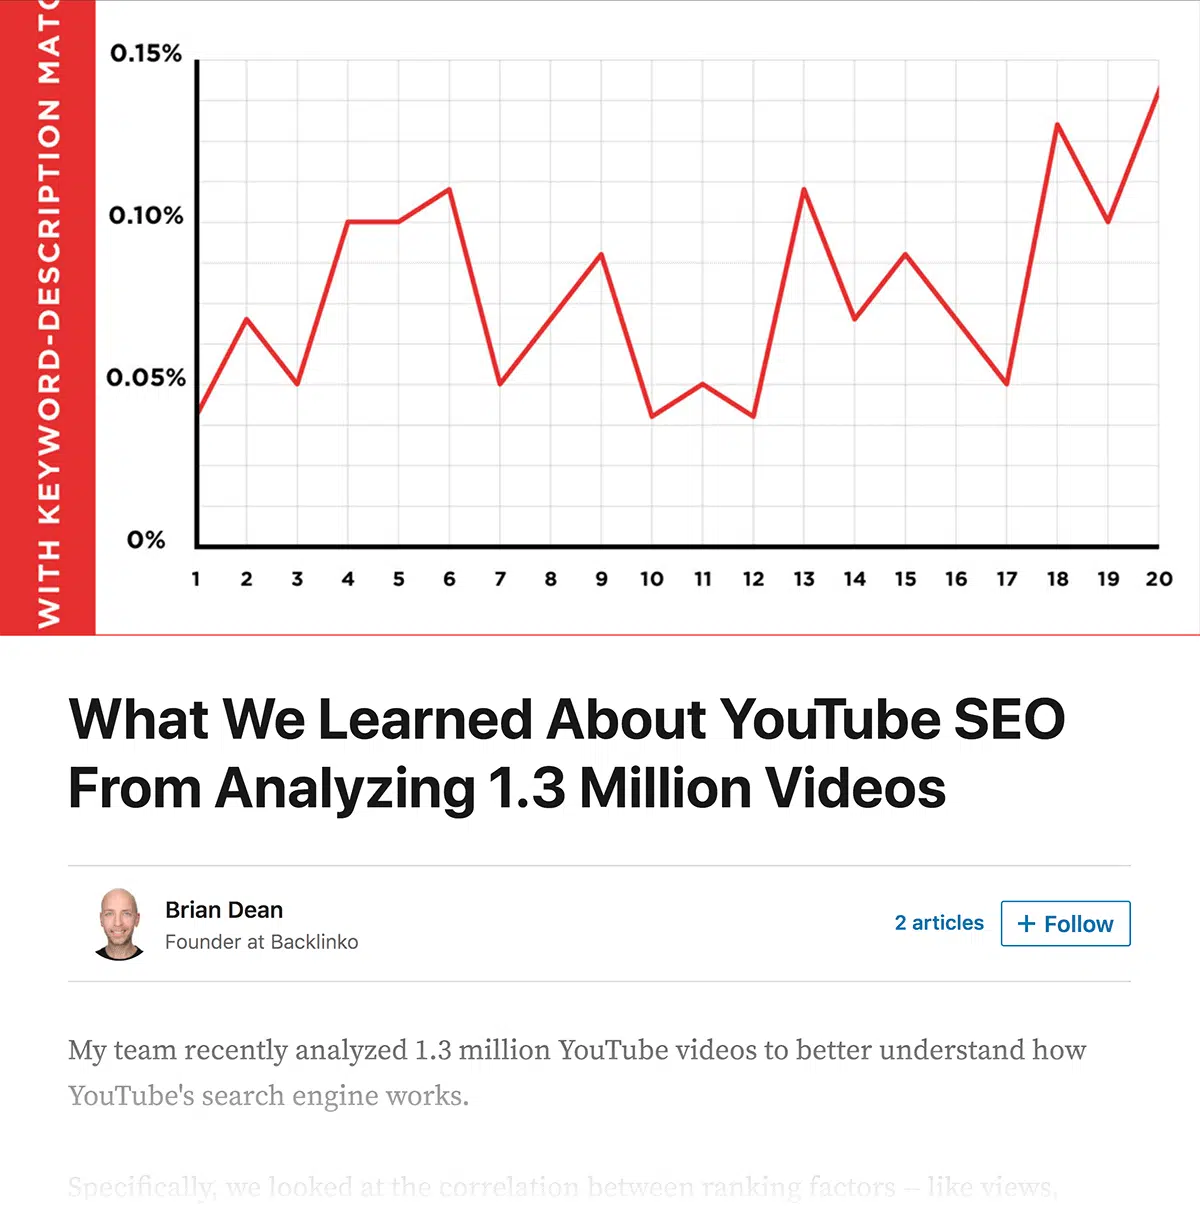 WITH KEYWORD-DESCRIPTION
0.15%
0.10%
0.05%
0%
1 2 3 4 5 6 7 8 9 10 11 12 13 14 15 16 17 18 19 20
What We Learned About YouTube SEO
From Analyzing 1.3 Million Videos
Brian Dean
Founder at Backlinko
2 articles
+ Follow
My team recently analyzed 1.3 million YouTube videos to better understand how
YouTube's search engine works.
Specifically, we looked at the correlation between ranking factors – like views,